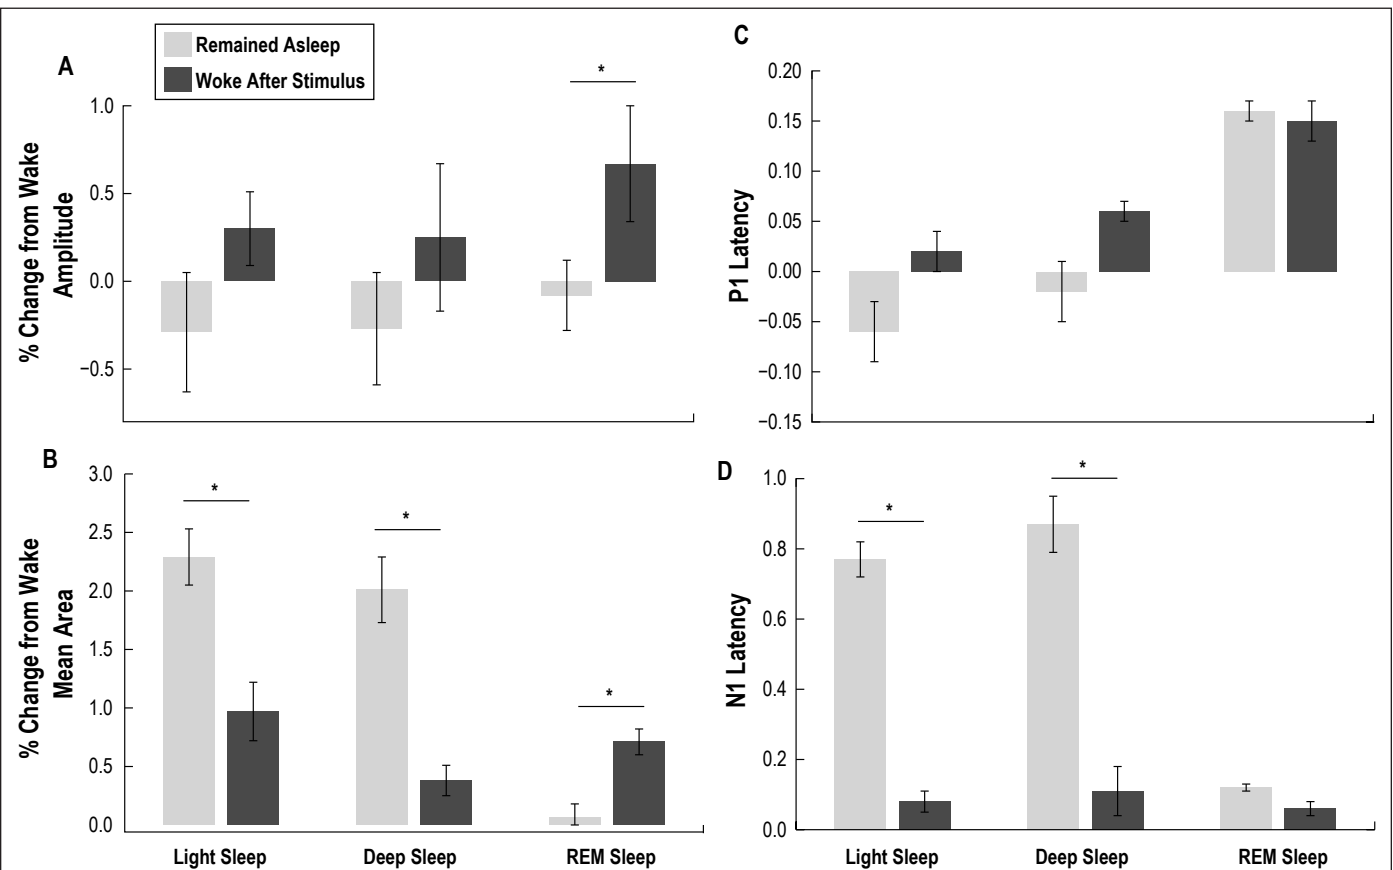 Remained Asleep
Woke After Stimulus
A
% Change from Wake
Amplitude
1.0
0.5
0.0
−0.5
*
C
P1 Latency
0.20
0.15
0.10
0.05
0.00
−0.05
−0.10
−0.15
B
% Change from Wake
Mean Area
3.0
2.5
2.0
1.5
1.0
0.5
0.0
*
*
*
Light Sleep
Deep Sleep
REM Sleep
D
N1 Latency
1.0
0.8
0.6
0.4
0.2
0.0
*
*
Light Sleep
Deep Sleep
REM Sleep